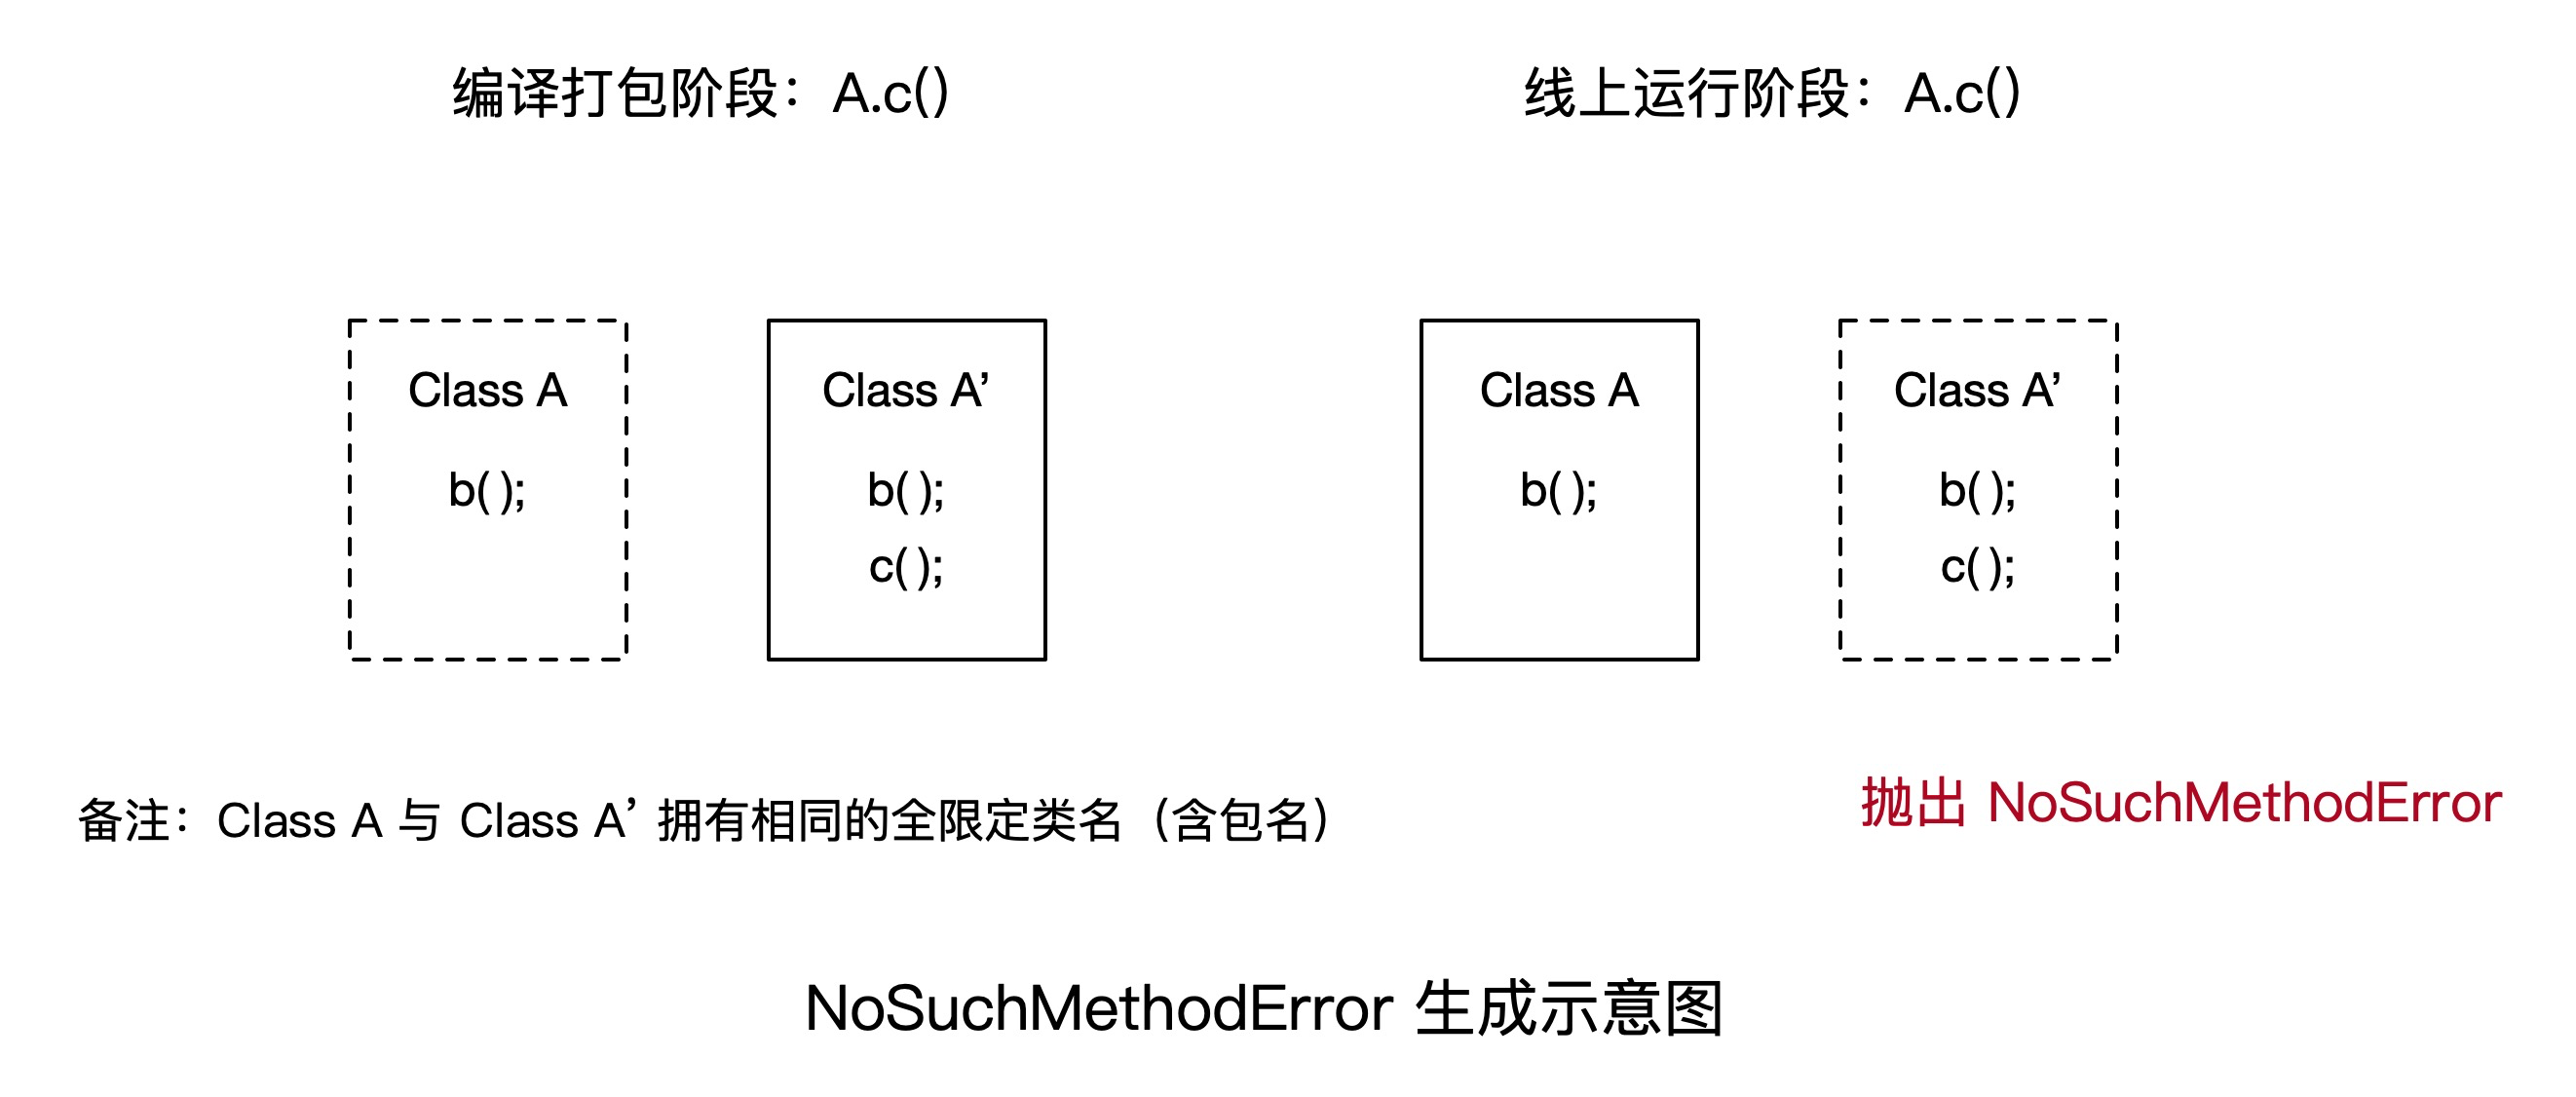 编译打包阶段：A.c()
线上运行阶段：A.c()
Class A
b( );
Class A’
b( );
c( );
Class A
b( );
Class A’
b( );
c( );
备注：Class A 与 Class A’ 拥有相同的全限定类名（含包名）
抛出 NoSuchMethodError
NoSuchMethodError 生成示意图